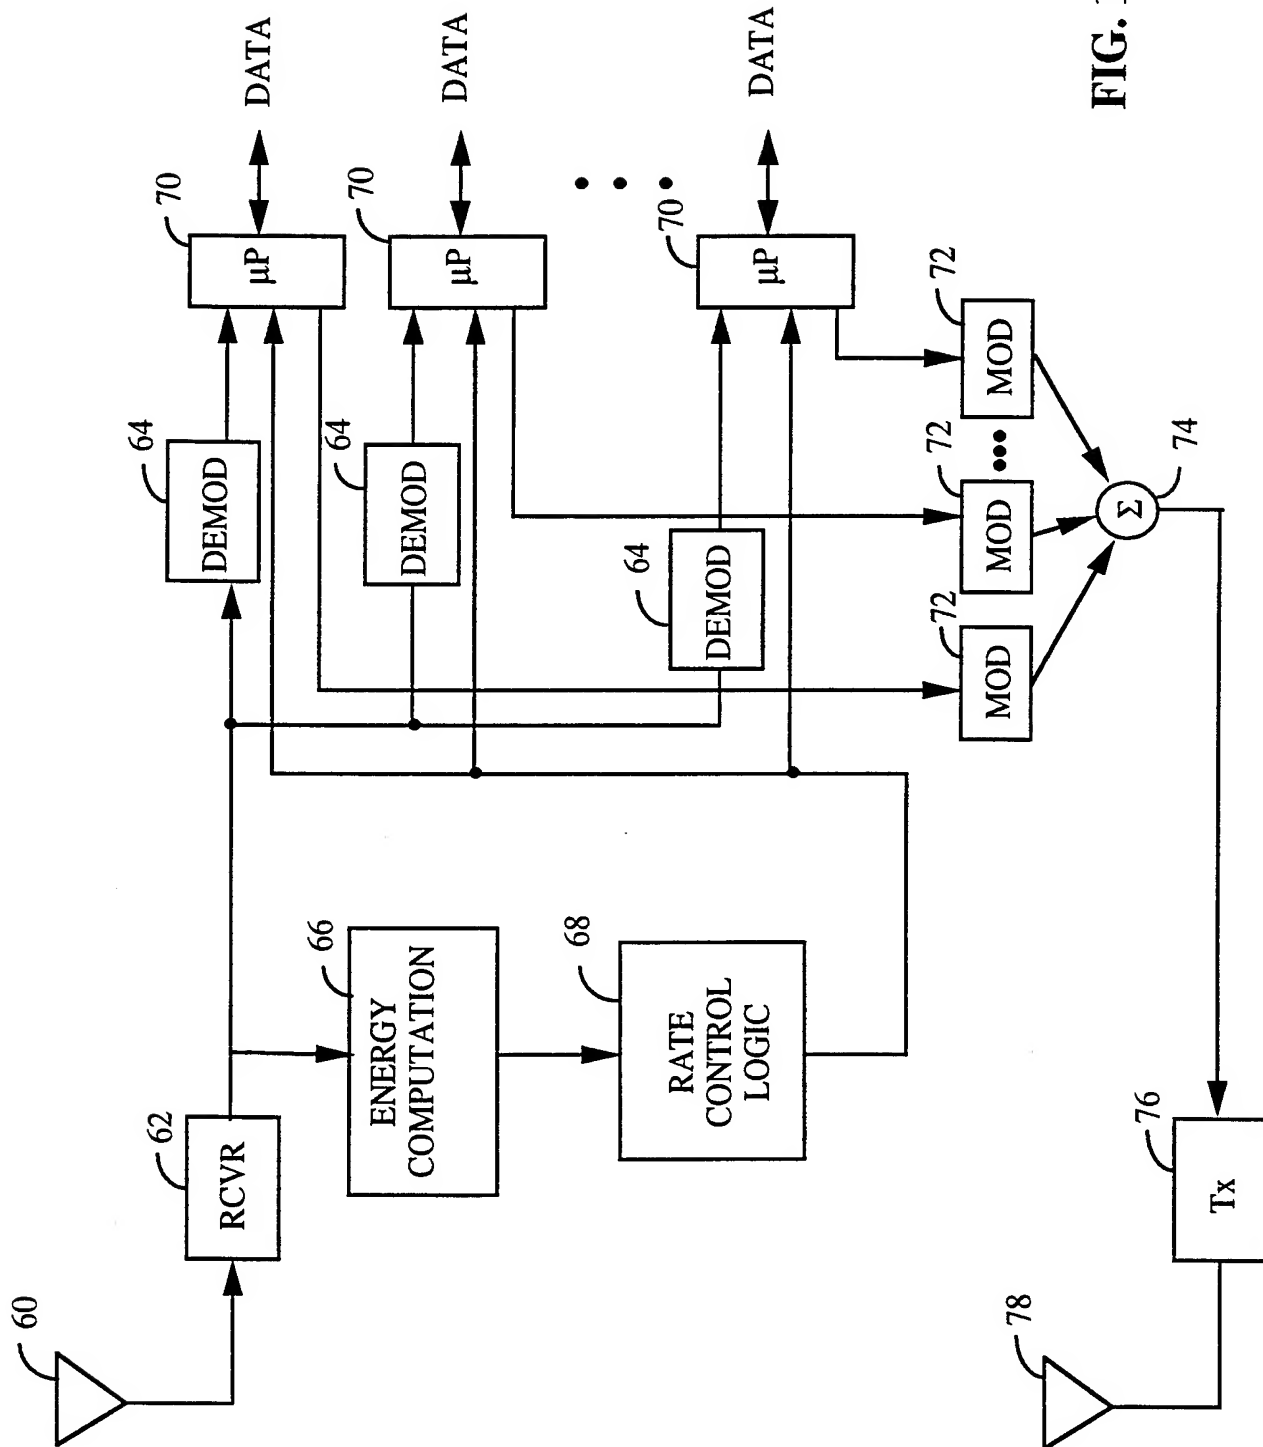 60
62
RCVR
64
DEMOD
70
μP
DATA
66
ENERGY
COMPUTATION
64
DEMOD
70
μP
DATA
68
RATE
CONTROL
LOGIC
64
DEMOD
70
μP
DATA
72
MOD
72
MOD
72
MOD
78
76
Tx
Σ
74
FIG.